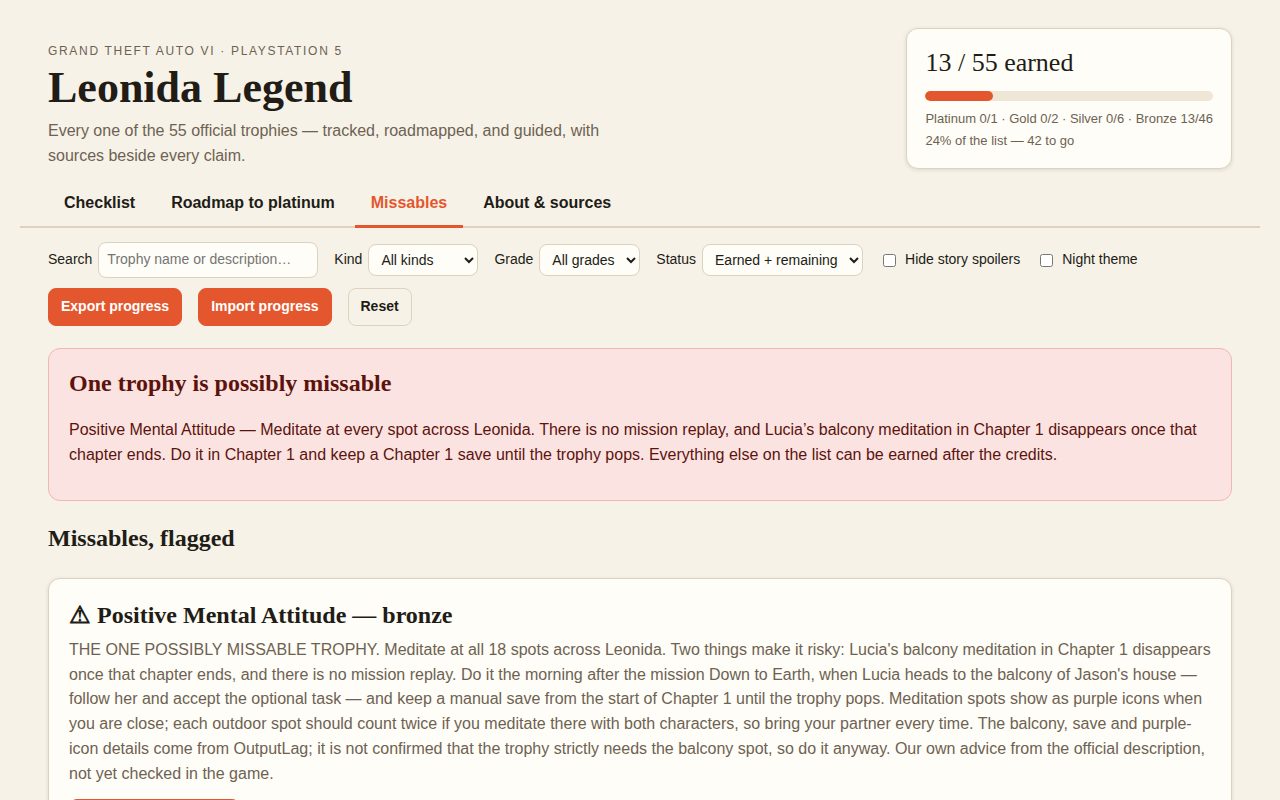 GRAND THEFT AUTO VI · PLAYSTATION 5
Leonida Legend
Every one of the 55 official trophies — tracked, roadmapped, and guided, with
sources beside every claim.
13 / 55 earned
Platinum 0/1 · Gold 0/2 · Silver 0/6 · Bronze 13/46
24% of the list — 42 to go
Checklist Roadmap to platinum Missables About & sources
Search Trophy name or description… Kind All kinds Grade All grades Status Earned + remaining Hide story spoilers Night theme
Export progress Import progress Reset
One trophy is possibly missable
Positive Mental Attitude — Meditate at every spot across Leonida. There is no mission replay, and Lucia’s balcony meditation in Chapter 1 disappears once that
chapter ends. Do it in Chapter 1 and keep a Chapter 1 save until the trophy pops. Everything else on the list can be earned after the credits.
Missables, flagged
⚠ Positive Mental Attitude — bronze
THE ONE POSSIBLY MISSABLE TROPHY. Meditate at all 18 spots across Leonida. Two things make it risky: Lucia's balcony meditation in Chapter 1 disappears
once that chapter ends, and there is no mission replay. Do it the morning after the mission Down to Earth, when Lucia heads to the balcony of Jason's house —
follow her and accept the optional task — and keep a manual save from the start of Chapter 1 until the trophy pops. Meditation spots show as purple icons when
you are close; each outdoor spot should count twice if you meditate there with both characters, so bring your partner every time. The balcony, save and purple-
icon details come from OutputLag; it is not confirmed that the trophy strictly needs the balcony spot, so do it anyway. Our own advice from the official description,
not yet checked in the game.